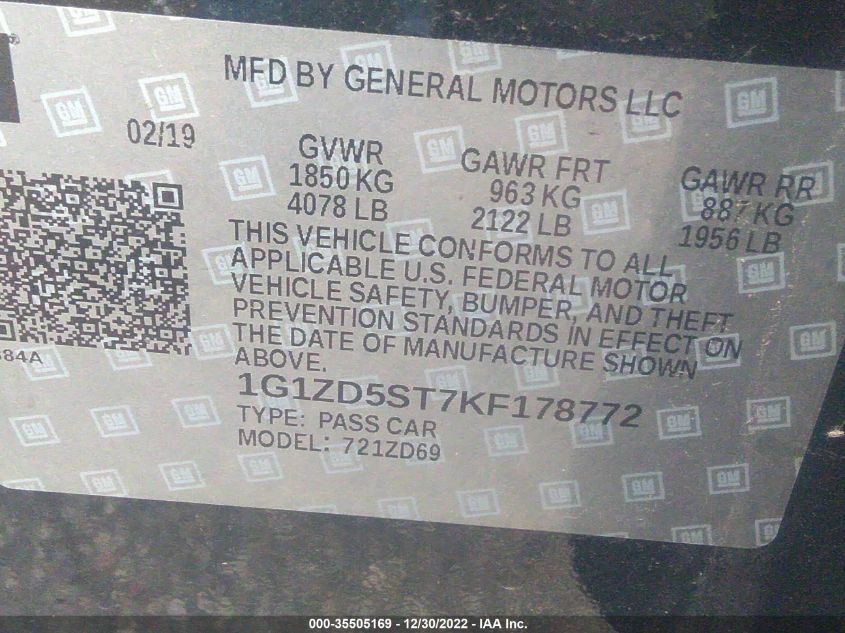 MFD BY GENERAL MOTORS LLC
02/19
GVWR GAWR FRT GAWR RR
1850 KG 963 KG 887 KG
4078 LB 2122 LB 1956 LB
THIS VEHICLE CONFORMS TO ALL
APPLICABLE U.S. FEDERAL MOTOR
VEHICLE SAFETY, BUMPER, AND THEFT
PREVENTION STANDARDS IN EFFECT ON
THE DATE OF MANUFACTURE SHOWN
ABOVE.
84A
1G1ZD5ST7KF178772
TYPE: PASS CAR
MODEL: 721ZD69
GM
000-35505169 - 12/30/2022 - IAA Inc.